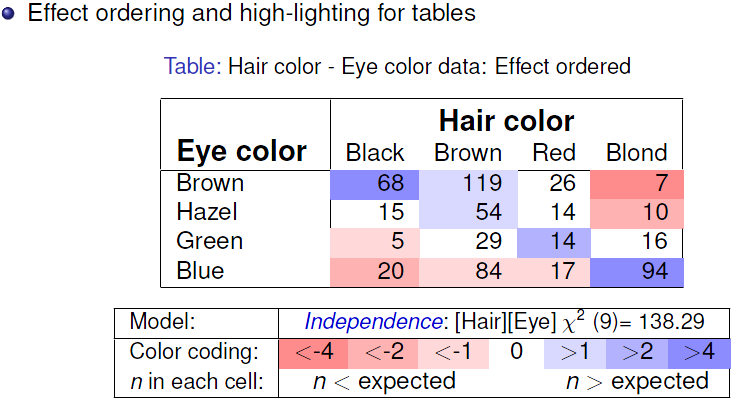 Effect ordering and high-lighting for tables
Table: Hair color - Eye color data: Effect ordered
Hair color
Eye color Black Brown Red Blond
Brown 68 119 26 7
Hazel 15 54 14 10
Green 5 29 14 16
Blue 20 84 17 94
Model: Independence: [Hair][Eye] χ² (9)= 138.29
Color coding: <-4 <-2 <-1 0 >1 >2 >4
n in each cell: n < expected n > expected